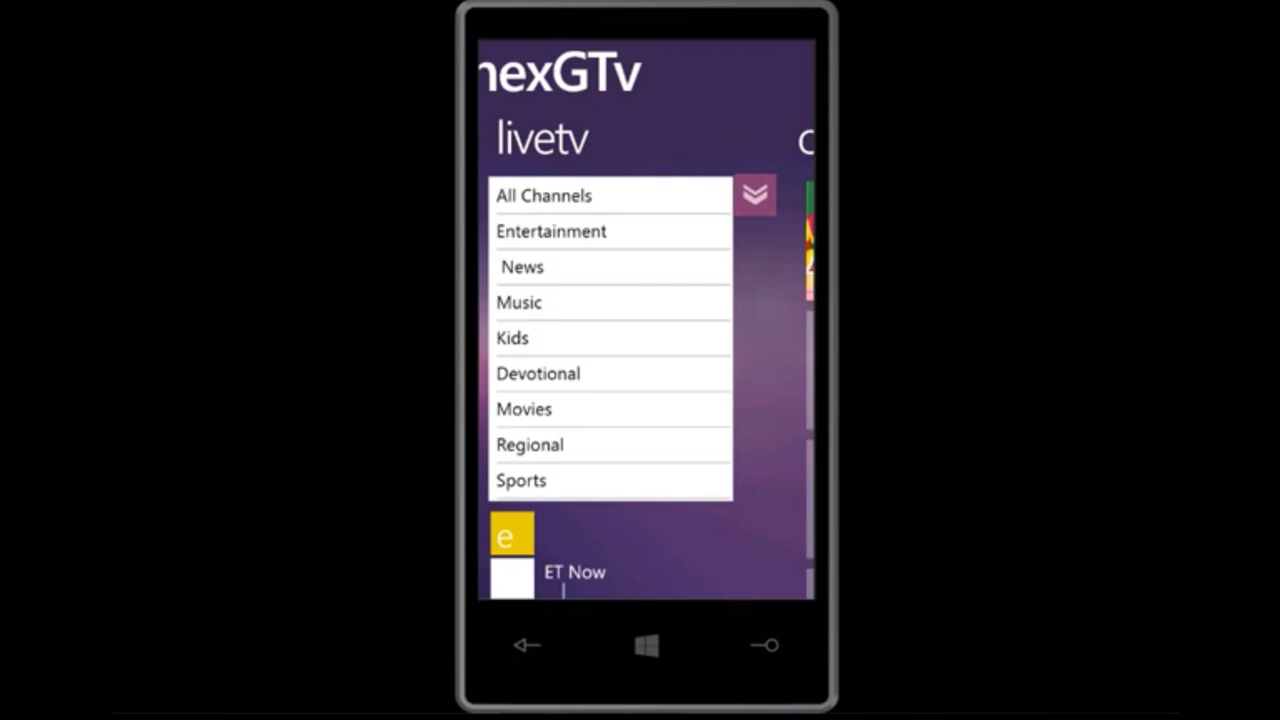 nexGTv
livetv
All Channels
Entertainment
News
Music
Kids
Devotional
Movies
Regional
Sports
e
ET Now